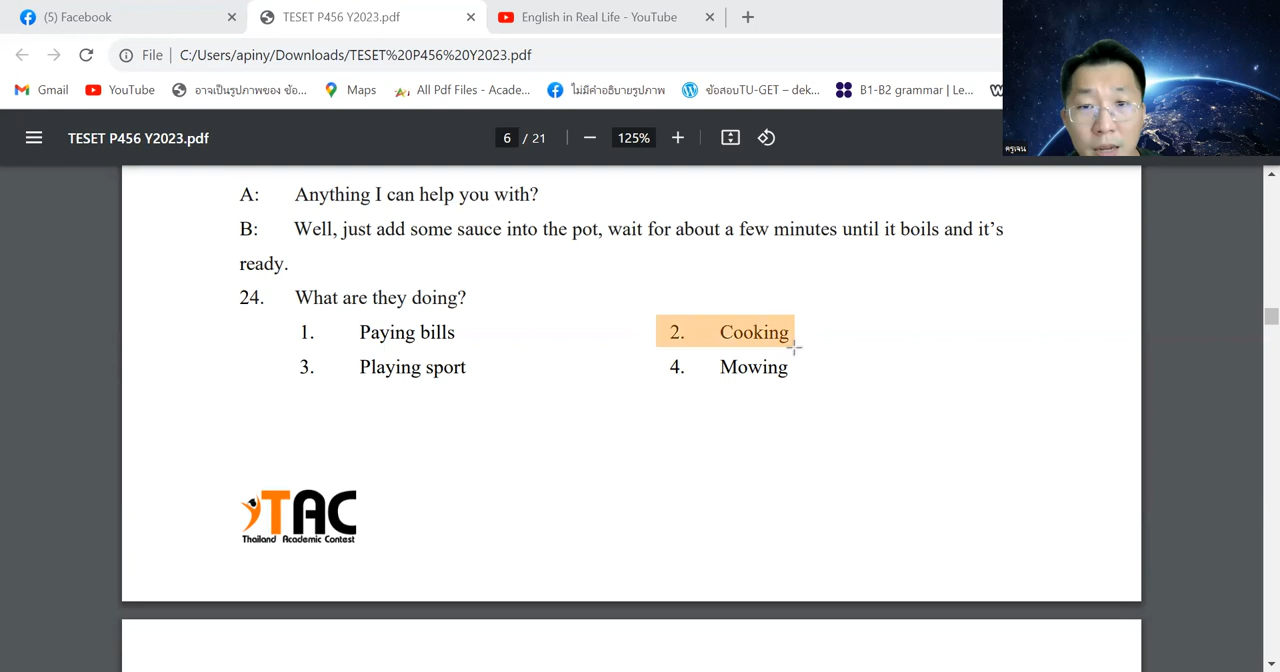 (5) Facebook
TESET P456 Y2023.pdf
English in Real Life - YouTube
File
C:/Users/apiny/Downloads/TESET%20P456%20Y2023.pdf
Gmail
YouTube
อาจเป็นรูปภาพของ ข้อ...
Maps
All Pdf Files - Acade...
ไม่มีคำอธิบายรูปภาพ
ข้อสอบTU-GET – dek...
B1-B2 grammar | Le...
TESET P456 Y2023.pdf
6 / 21
125%
ครูเจน
A: Anything I can help you with?
B: Well, just add some sauce into the pot, wait for about a few minutes until it boils and it's
ready.
24. What are they doing?
1. Paying bills 2. Cooking
3. Playing sport 4. Mowing
TAC
Thailand Academic Contest